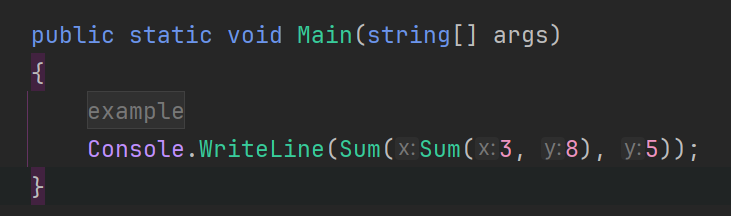 public static void Main(string[] args)
{
example
Console.WriteLine(Sum(x:Sum(x:3, y:8), y:5));
}